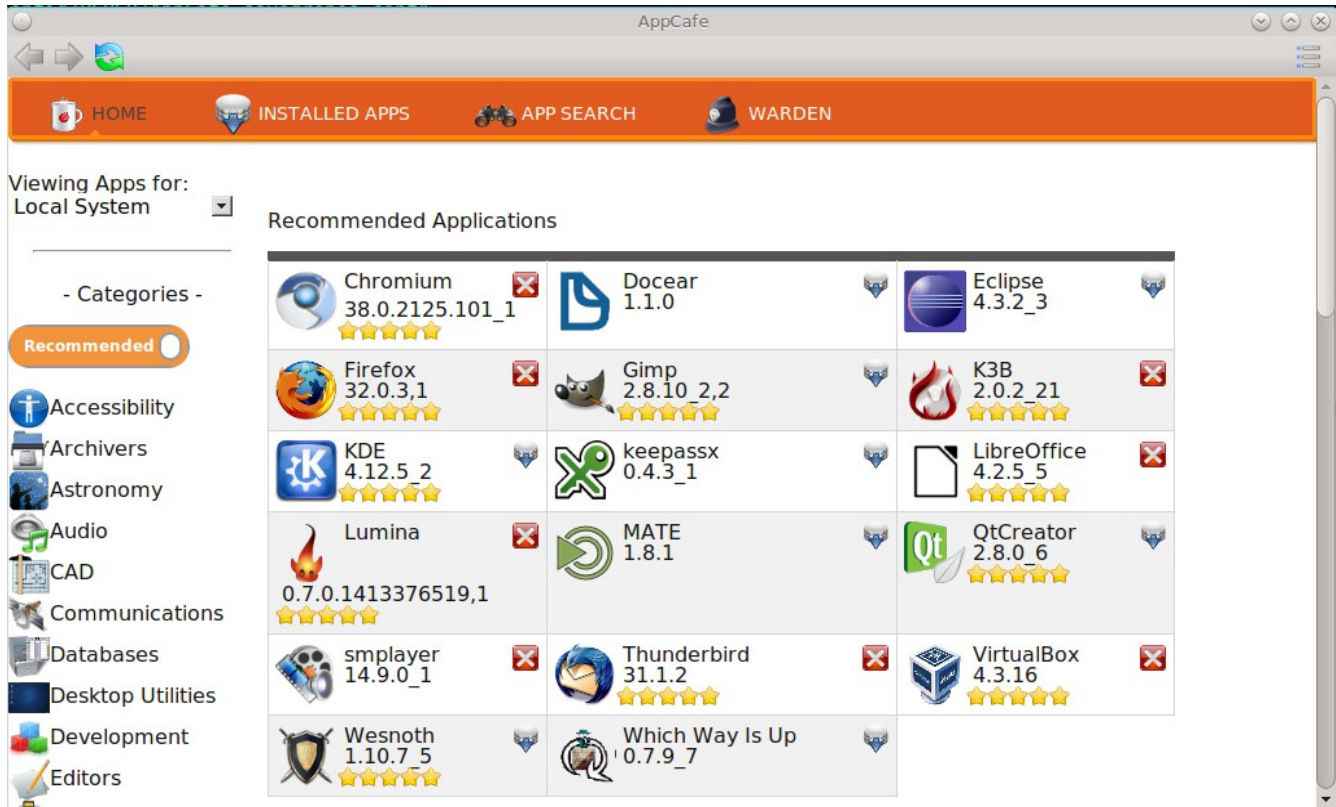 AppCafe
HOME
INSTALLED APPS
APP SEARCH
WARDEN
Viewing Apps for:
Local System
- Categories -
Recommended
Accessibility
Archivers
Astronomy
Audio
CAD
Communications
Databases
Desktop Utilities
Development
Editors
Recommended Applications
Chromium
38.0.2125.101_1
Docear
1.1.0
Eclipse
4.3.2_3
Firefox
32.0.3,1
Gimp
2.8.10_2,2
K3B
2.0.2_21
KDE
4.12.5_2
keepassx
0.4.3_1
LibreOffice
4.2.5_5
Lumina
0.7.0.1413376519,1
MATE
1.8.1
QtCreator
2.8.0_6
smplayer
14.9.0_1
Thunderbird
31.1.2
VirtualBox
4.3.16
Wesnoth
1.10.7_5
Which Way Is Up
0.7.9_7